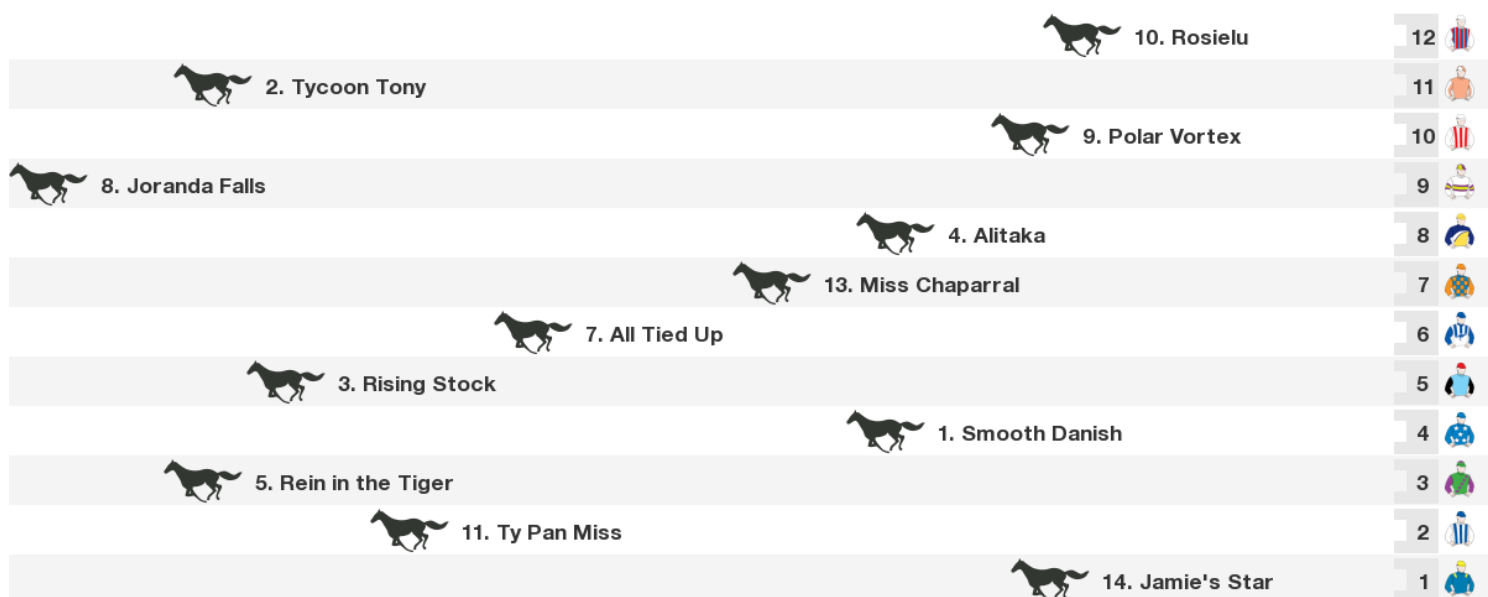 10. Rosielu 12
2. Tycoon Tony 11
9. Polar Vortex 10
8. Joranda Falls 9
4. Alitaka 8
13. Miss Chaparral 7
7. All Tied Up 6
3. Rising Stock 5
1. Smooth Danish 4
5. Rein in the Tiger 3
11. Ty Pan Miss 2
14. Jamie's Star 1